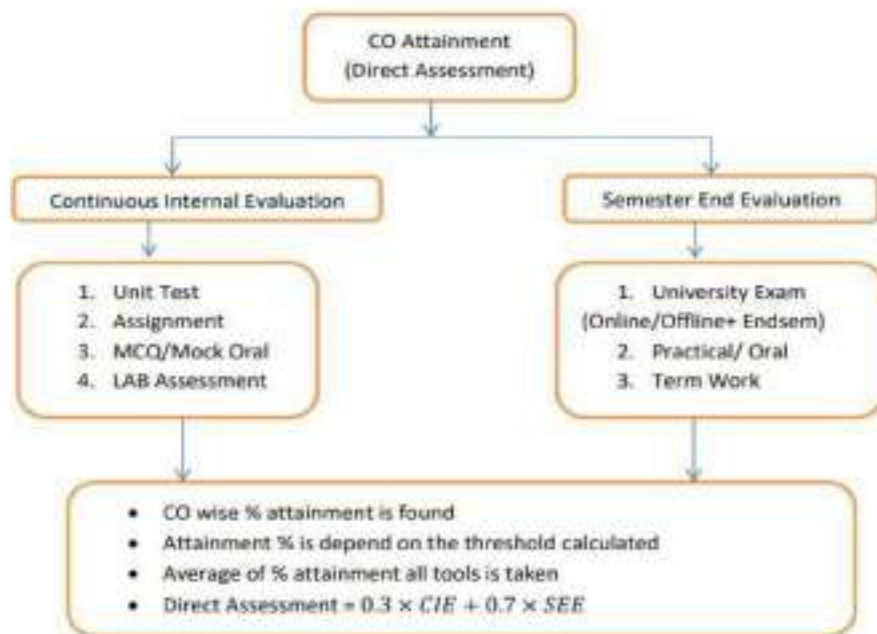 CO Attainment
(Direct Assessment)
Continuous Internal Evaluation
Semester End Evaluation
1. Unit Test
2. Assignment
3. MCQ/Mock Oral
4. LAB Assessment
1. University Exam
(Online/Offline+ Endsem)
2. Practical/ Oral
3. Term Work
• CO wise % attainment is found
• Attainment % is depend on the threshold calculated
• Average of % attainment all tools is taken
• Direct Assessment = 0.3 × CIE + 0.7 × SEE